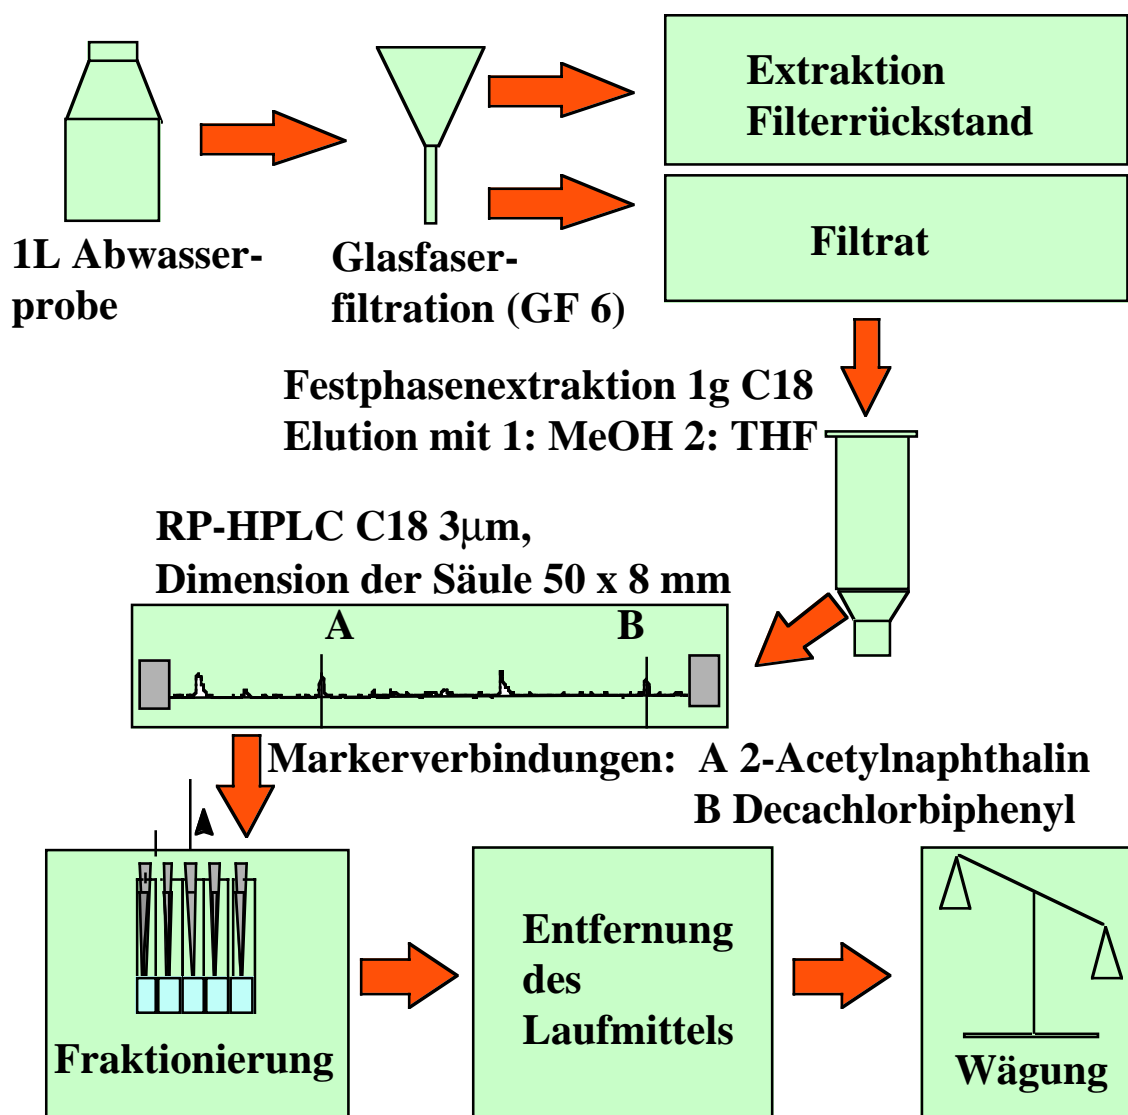 1L Abwasser-
probe
Glasfaser-
filtration (GF 6)
Extraktion
Filterrückstand
Filtrat
Festphasenextraktion 1g C18
Elution mit 1: MeOH 2: THF
RP-HPLC C18 3µm,
Dimension der Säule 50 x 8 mm
A
B
Markerverbindungen: A 2-Acetylnaphthalin
B Decachlorbiphenyl
Fraktionierung
Entfernung
des
Laufmittels
Wägung